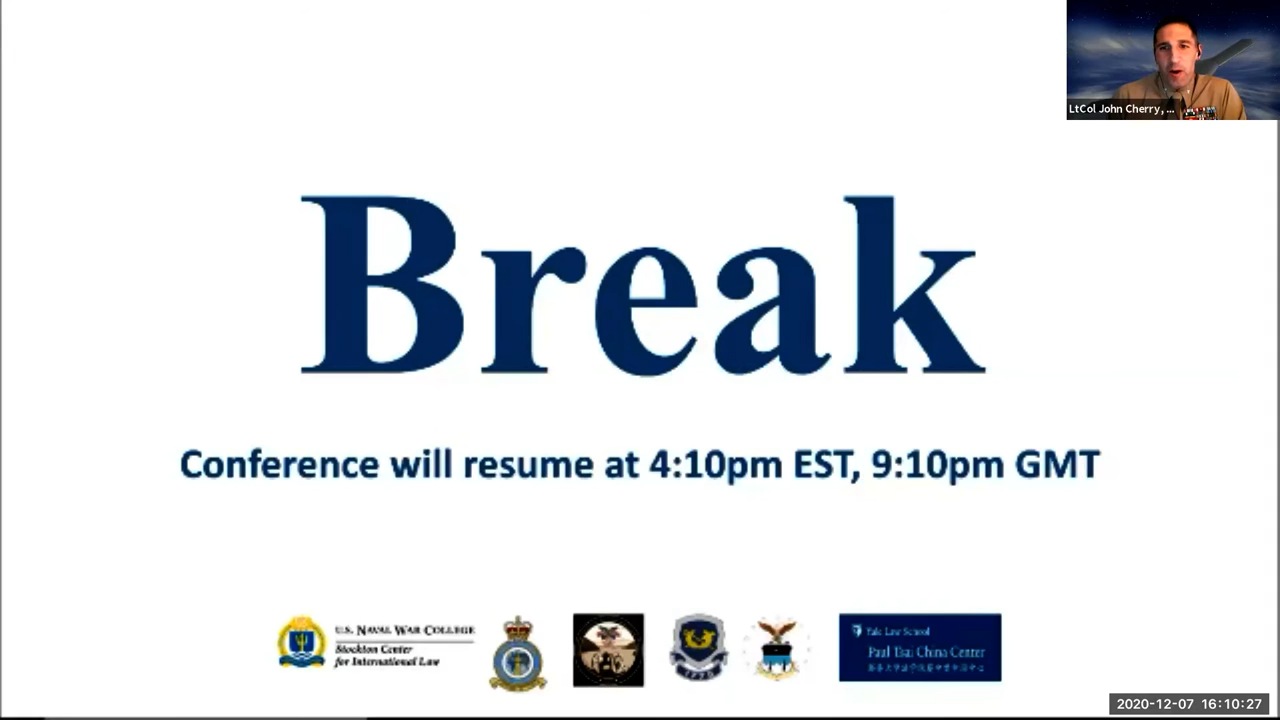 LtCol John Cherry, ...
Break
Conference will resume at 4:10pm EST, 9:10pm GMT
U.S. NAVAL WAR COLLEGE
Stockton Center
for International Law
1775
Yale Law School
Paul Tsai China Center
2020-12-07 16:10:27